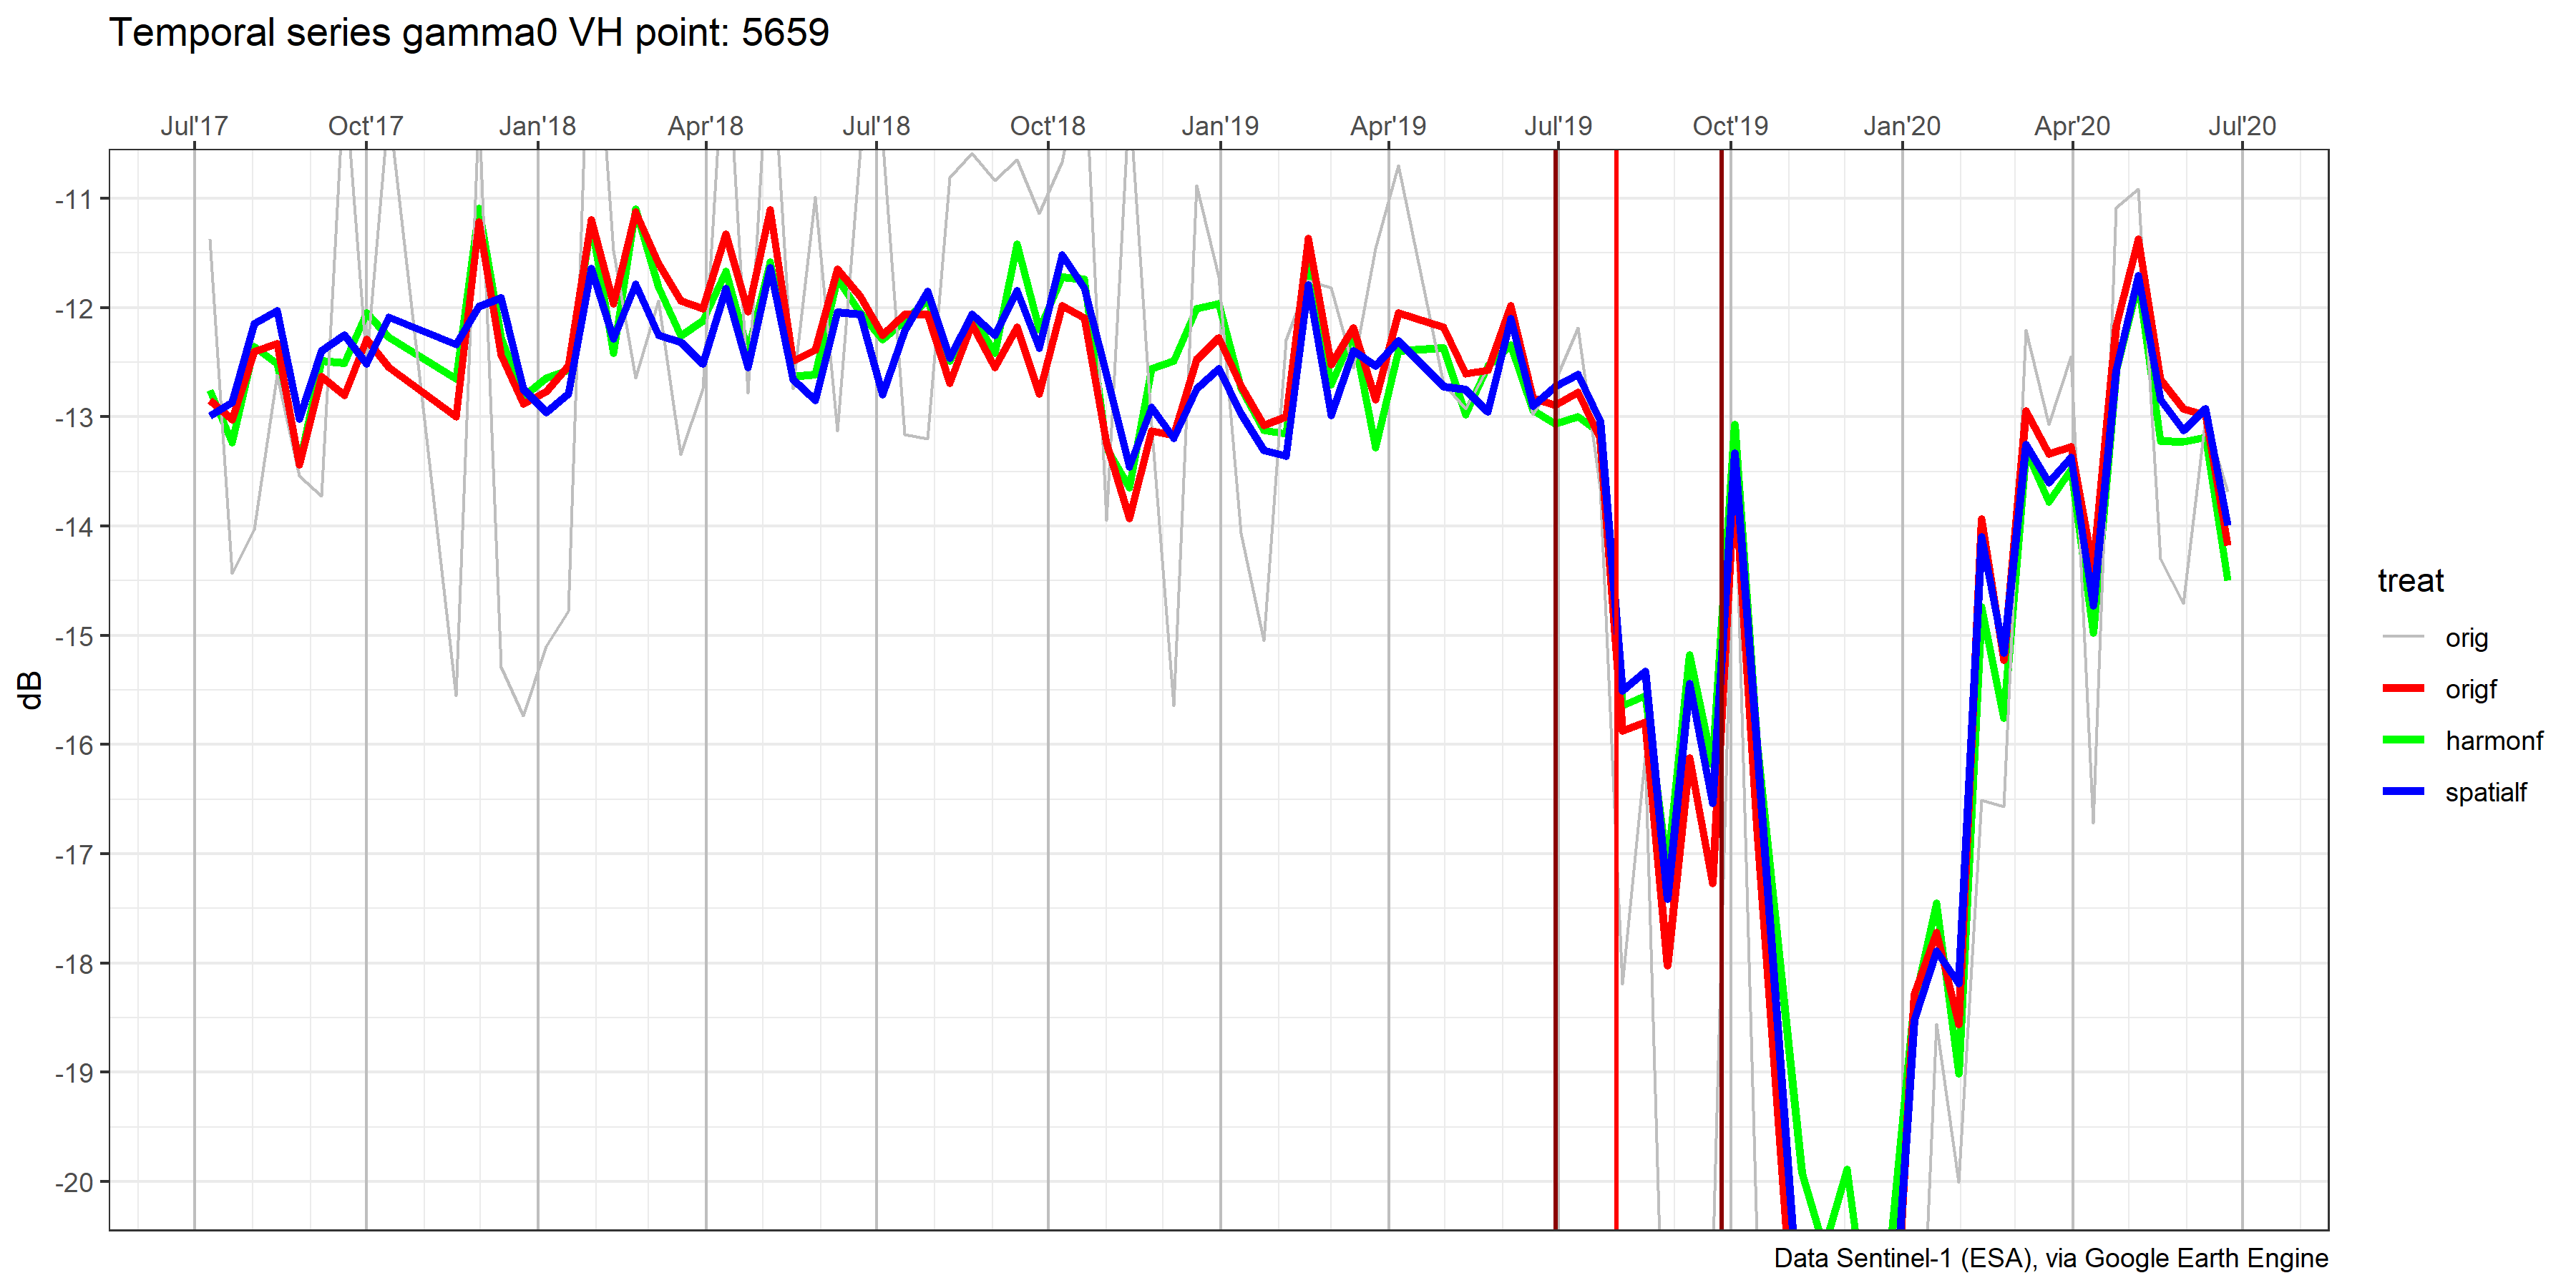 Temporal series gamma0 VH point: 5659
Jul'17 Oct'17 Jan'18 Apr'18 Jul'18 Oct'18 Jan'19 Apr'19 Jul'19 Oct'19 Jan'20 Apr'20 Jul'20
-11
-12
-13
-14
-15
-16
-17
-18
-19
-20
dB
treat
orig
origf
harmonf
spatialf
Data Sentinel-1 (ESA), via Google Earth Engine